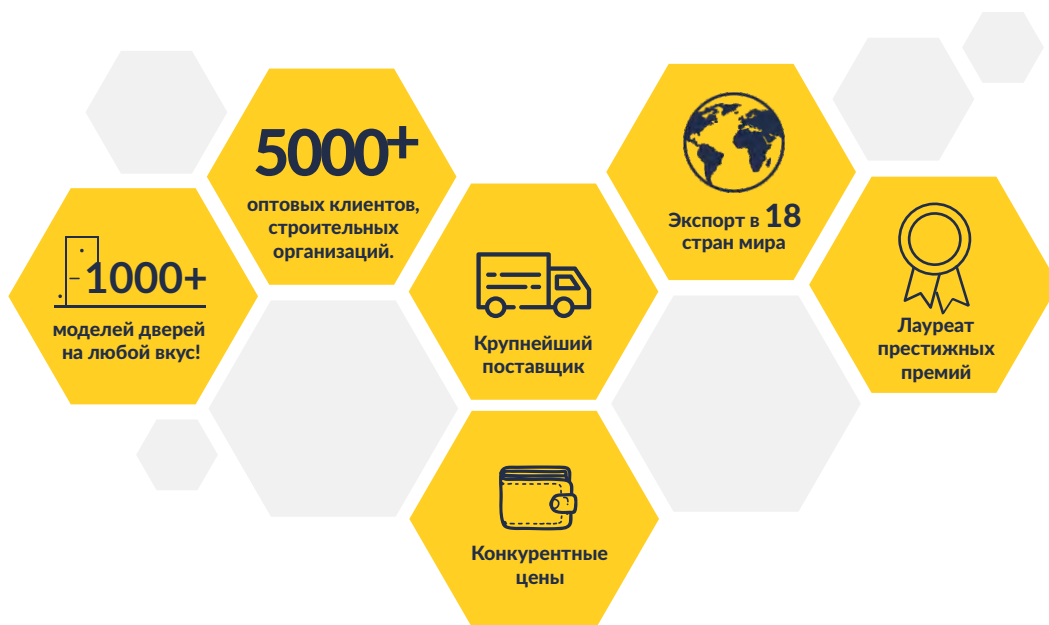 1000+
моделей дверей
на любой вкус!
5000+
оптовых клиентов,
строительных
организаций.
Крупнейший
поставщик
Конкурентные
цены
Экспорт в 18
стран мира
Лауреат
престижных
премий